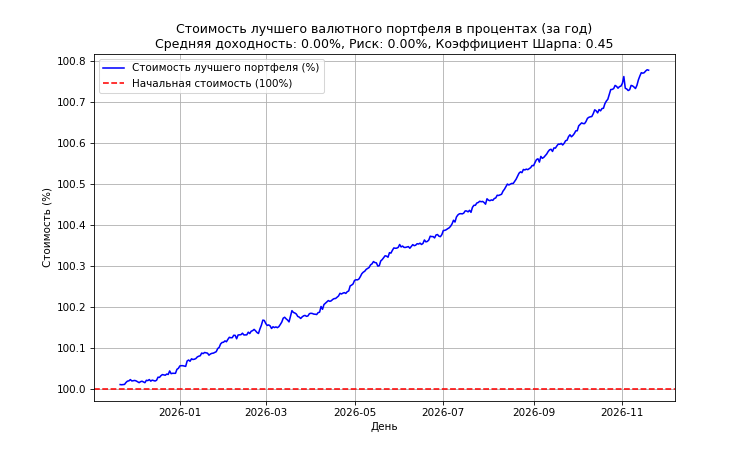 Стоимость лучшего валютного портфеля в процентах (за год)
Средняя доходность: 0.00%, Риск: 0.00%, Коэффициент Шарпа: 0.45
Стоимость лучшего портфеля (%)
Начальная стоимость (100%)
Стоимость (%)
100.8
100.7
100.6
100.5
100.4
100.3
100.2
100.1
100.0
2026-01
2026-03
2026-05
2026-07
2026-09
2026-11
День